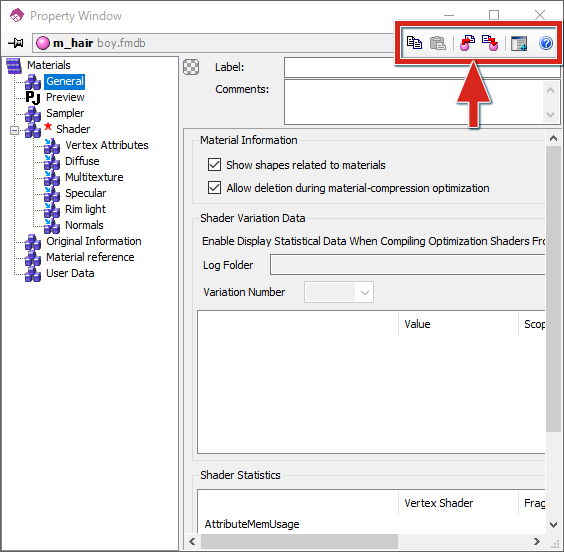 Property Window
m_hair boy.fmdb
Materials
General
Preview
Sampler
Shader
Vertex Attributes
Diffuse
Multitexture
Specular
Rim light
Normals
Original Information
Material reference
User Data
Label:
Comments:
Material Information
Show shapes related to materials
Allow deletion during material-compression optimization
Shader Variation Data
Enable Display Statistical Data When Compiling Optimization Shaders Fro
Log Folder
Variation Number
Value Scop
Shader Statistics
Vertex Shader Frag
AttributeMemUsage